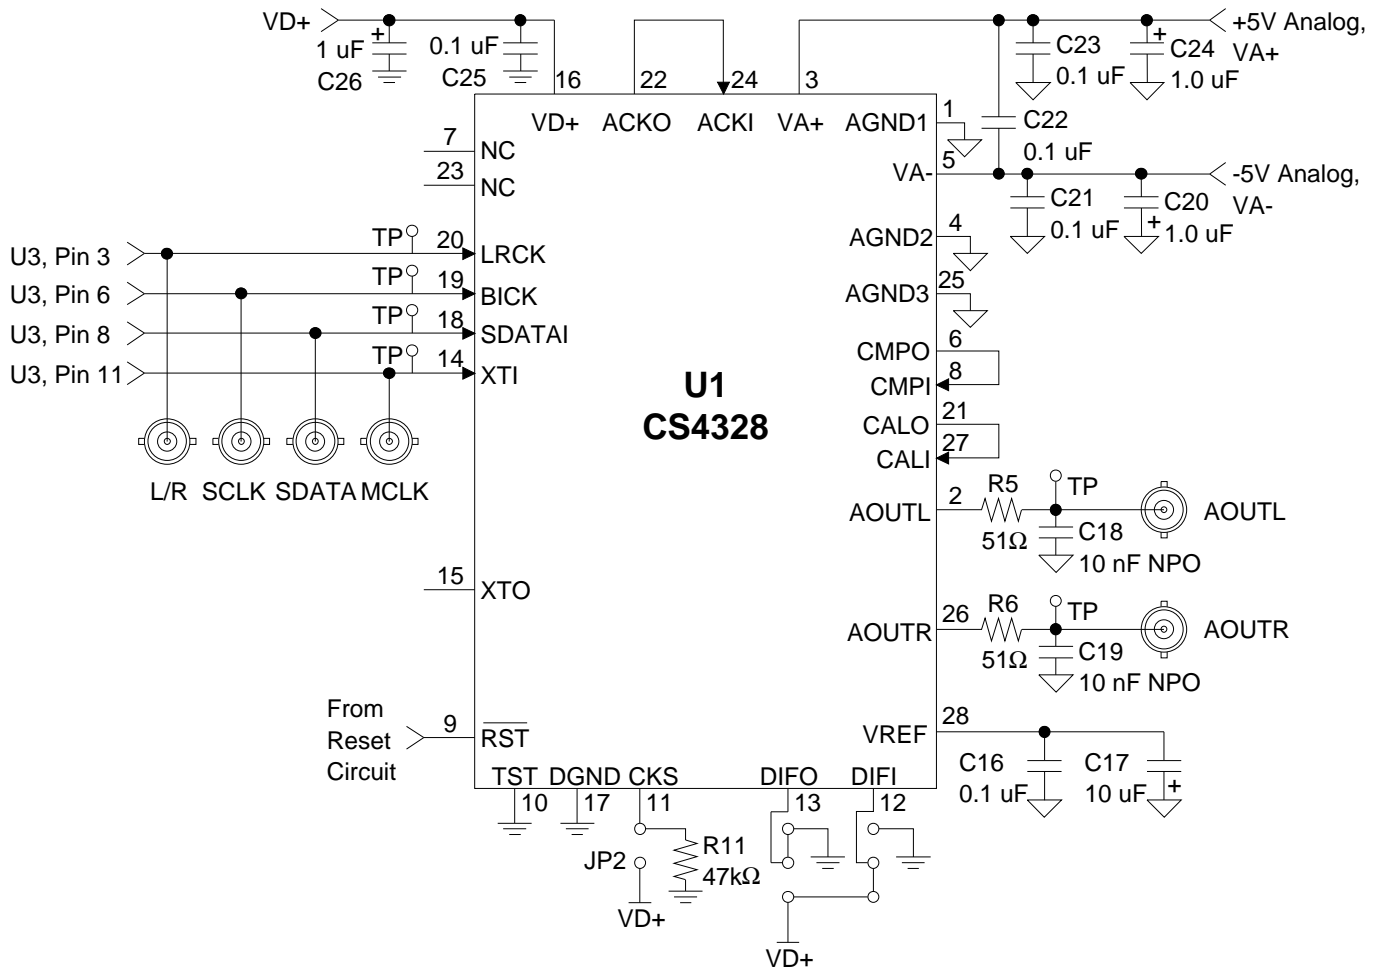 VD+
1 uF
+
C26
0.1 uF
C25
16
22
24
3
+5V Analog,
VA+
C23
0.1 uF
+
C24
1.0 uF
VD+
ACKO
ACKI
VA+
AGND1
1
C22
0.1 uF
7
NC
23
NC
VA-
5
-5V Analog,
VA-
C21
0.1 uF
C20
+
1.0 uF
AGND2
4
U3, Pin 3
TP
20
LRCK
U3, Pin 6
TP
19
BICK
U3, Pin 8
TP
18
SDATAI
U3, Pin 11
TP
14
XTI
AGND3
25
CMPO
6
CMPI
8
U1
CS4328
CALO
21
CALI
27
L/R
SCLK
SDATA
MCLK
AOUTL
2
R5
51Ω
TP
C18
10 nF NPO
AOUTL
15
XTO
AOUTR
26
R6
51Ω
TP
C19
10 nF NPO
AOUTR
From
Reset
Circuit
9
RST
VREF
28
C16
0.1 uF
C17
10 uF
+
TST
DGND
CKS
DIFO
DIFI
10
17
11
13
12
JP2
R11
47kΩ
VD+
VD+